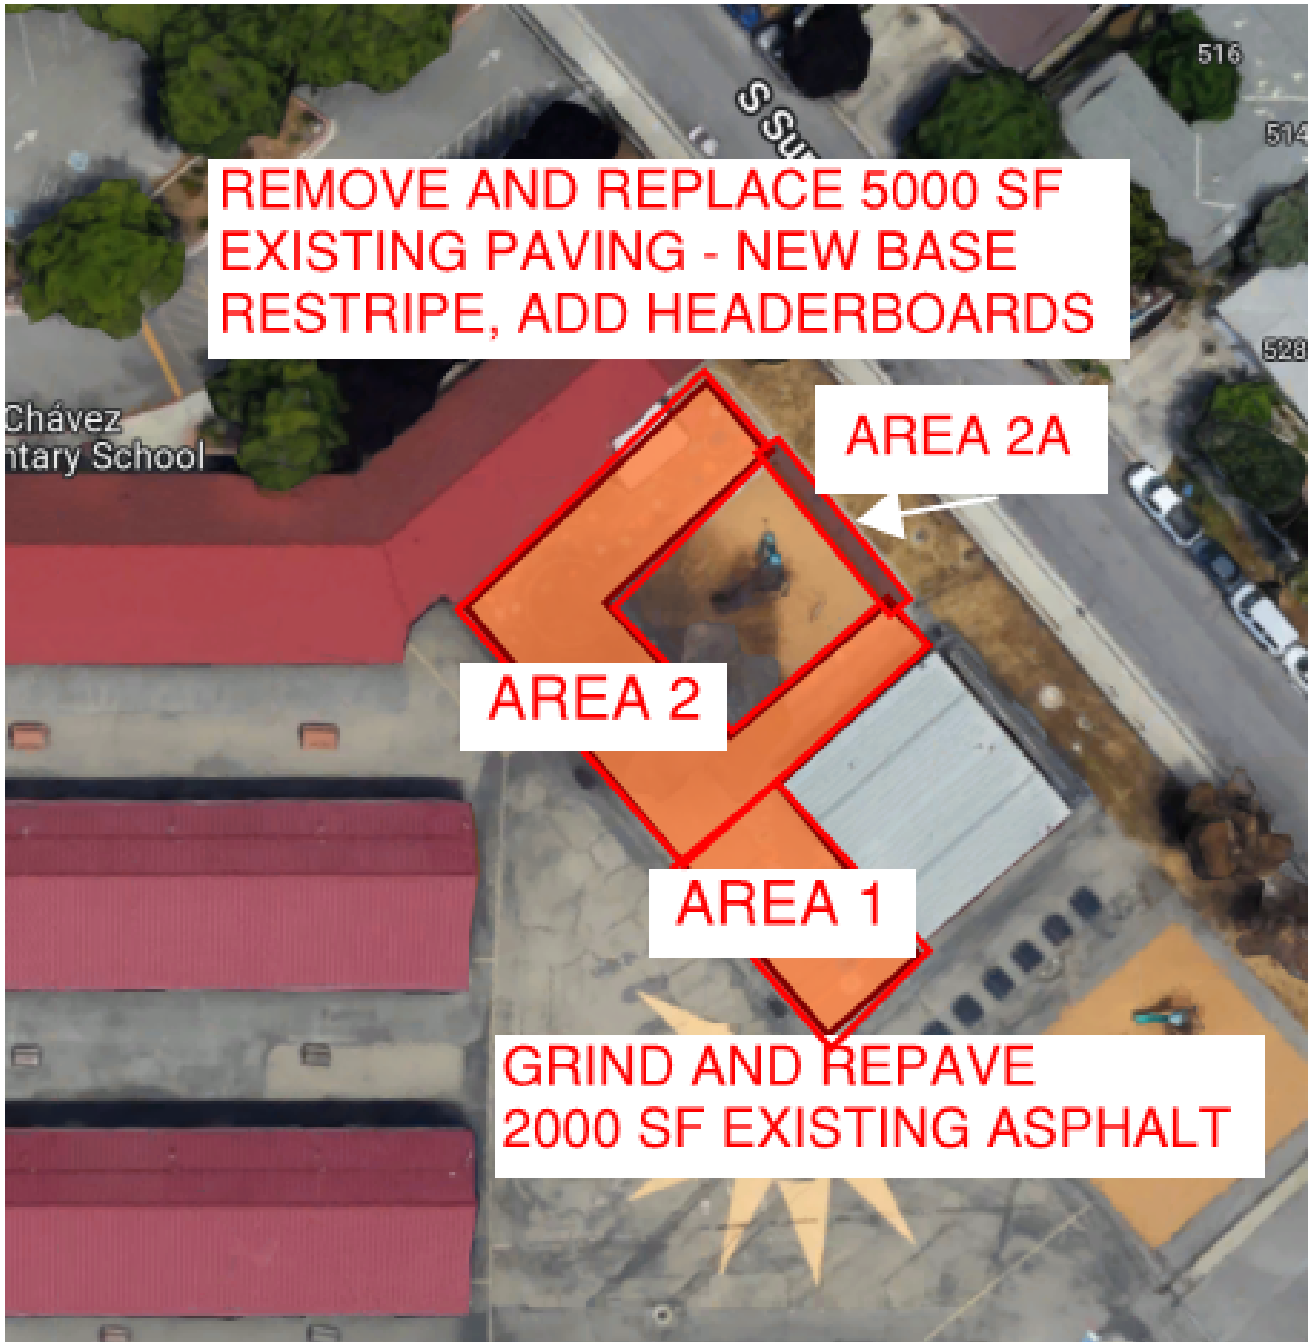 516
S Su
514
REMOVE AND REPLACE 5000 SF
EXISTING PAVING - NEW BASE
RESTRIPE, ADD HEADERBOARDS
528
Chávez
ntary School
AREA 2A
AREA 2
AREA 1
GRIND AND REPAVE
2000 SF EXISTING ASPHALT